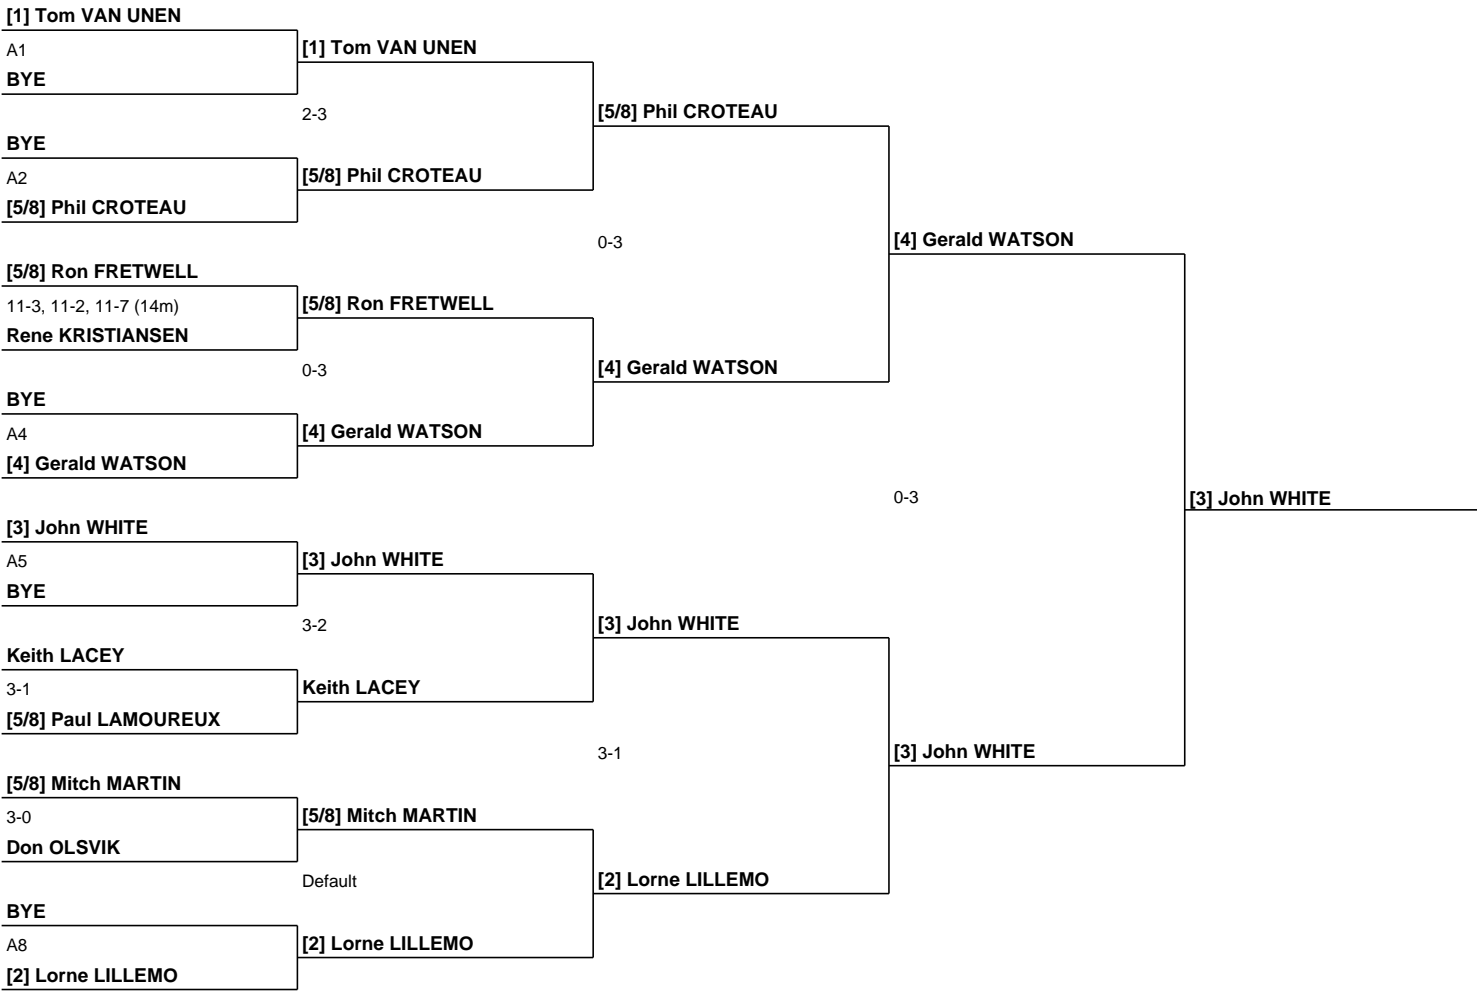 [1] Tom VAN UNEN
A1
BYE
BYE
A2
[5/8] Phil CROTEAU
[5/8] Ron FRETWELL
11-3, 11-2, 11-7 (14m)
Rene KRISTIANSEN
BYE
A4
[4] Gerald WATSON
[3] John WHITE
A5
BYE
Keith LACEY
3-1
[5/8] Paul LAMOUREUX
[5/8] Mitch MARTIN
3-0
Don OLSVIK
BYE
A8
[2] Lorne LILLEMO
[1] Tom VAN UNEN
2-3
[5/8] Phil CROTEAU
[5/8] Ron FRETWELL
0-3
[4] Gerald WATSON
[3] John WHITE
3-2
Keith LACEY
[5/8] Mitch MARTIN
Default
[2] Lorne LILLEMO
[5/8] Phil CROTEAU
0-3
[4] Gerald WATSON
[3] John WHITE
3-1
[2] Lorne LILLEMO
[4] Gerald WATSON
0-3
[3] John WHITE
[3] John WHITE